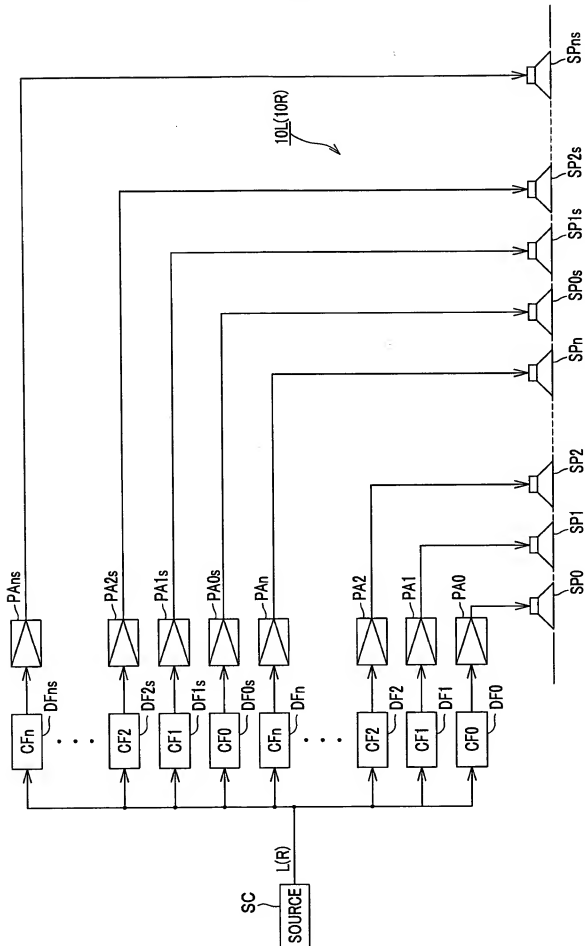 10L(10R)
PAns
PA2s
PA1s
PA0s
PAn
PA2
PA1
PA0
CFn
DFns
CF2
DF2s
CF1
DF1s
CF0
DF0s
CFn
DFn
CF2
DF2
CF1
DF1
CF0
DF0
SC
SOURCE
L(R)
SP0
SP1
SP2
SPn
SP0s
SP1s
SP2s
SPns